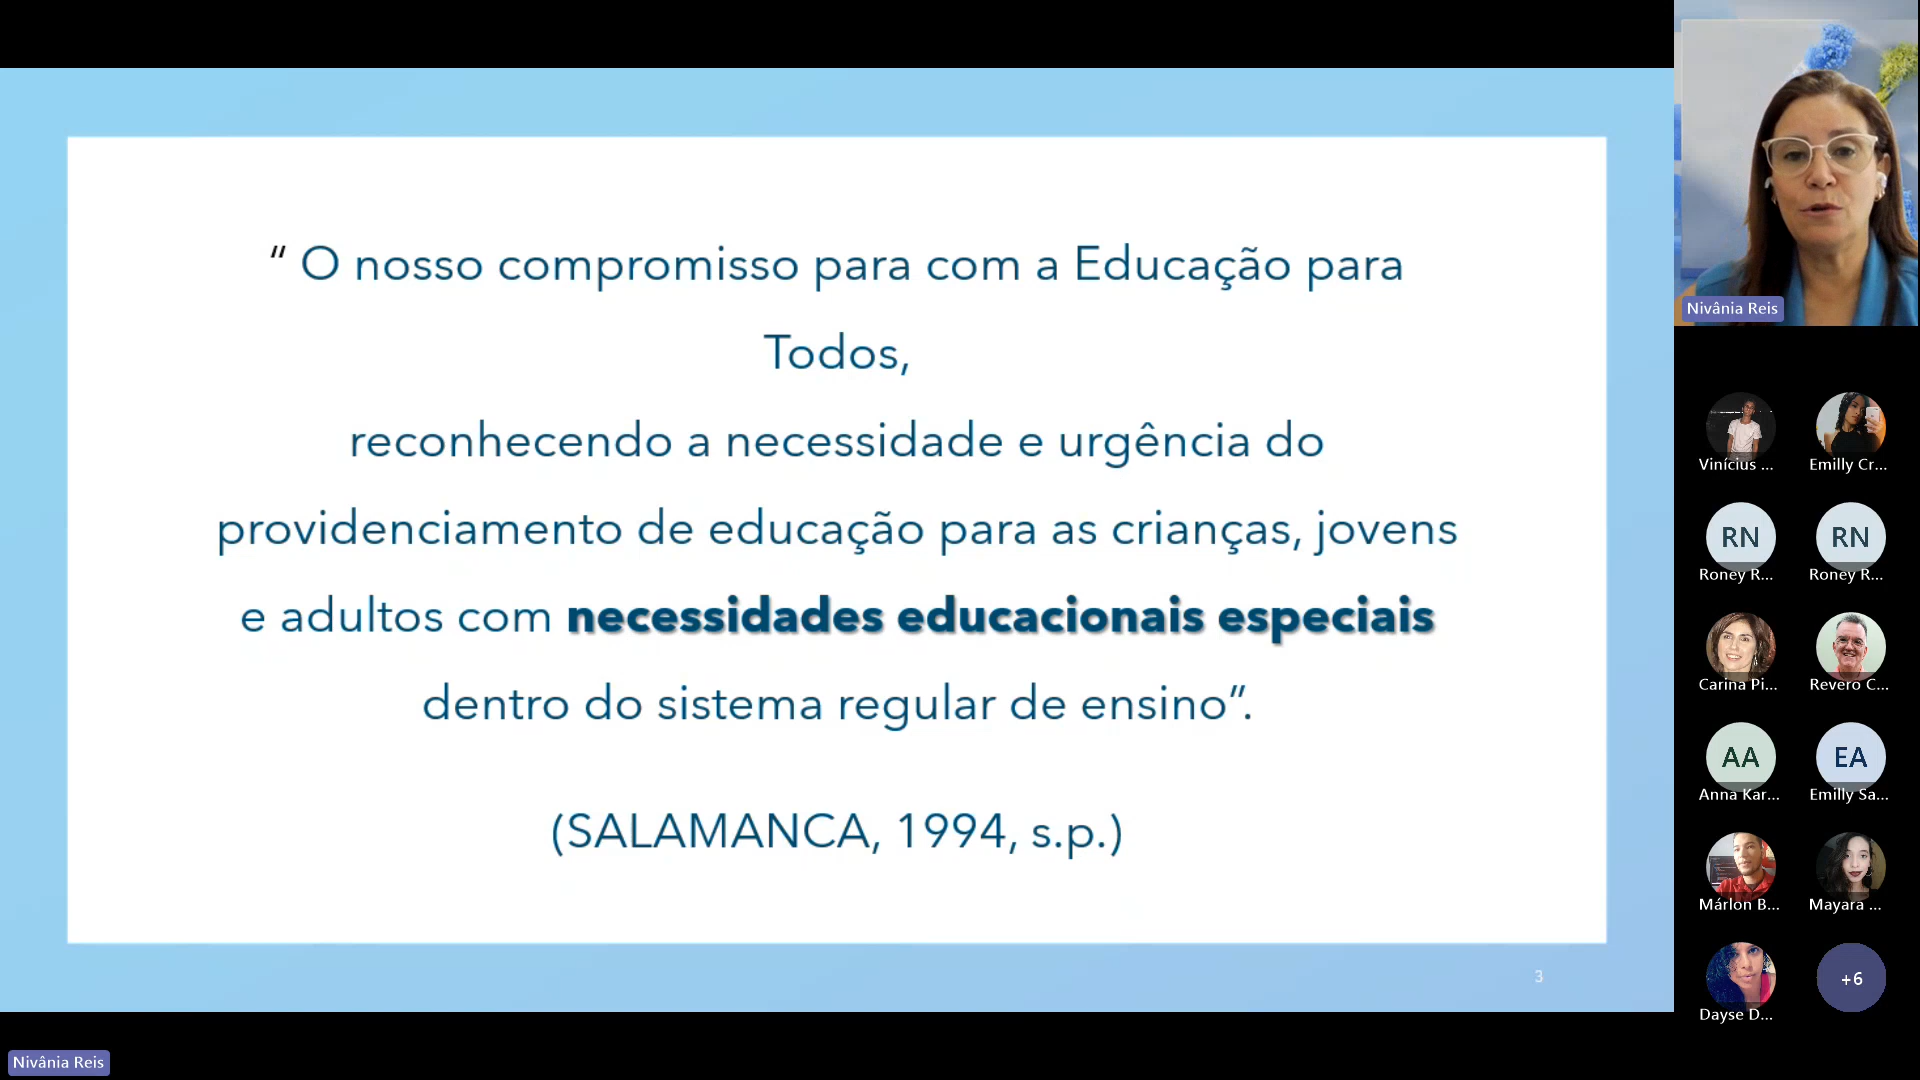 “ O nosso compromisso para com a Educação para
Todos,
reconhecendo a necessidade e urgência do
providenciamento de educação para as crianças, jovens
e adultos com necessidades educacionais especiais
dentro do sistema regular de ensino”.
(SALAMANCA, 1994, s.p.)
3
Nivânia Reis
Nivânia Reis
Vinícius ...
Emilly Cr...
RN
RN
Roney R...
Roney R...
Carina Pi...
Revero C...
AA
EA
Anna Kar...
Emilly Sa...
Márlon B...
Mayara ...
Dayse D...
+6